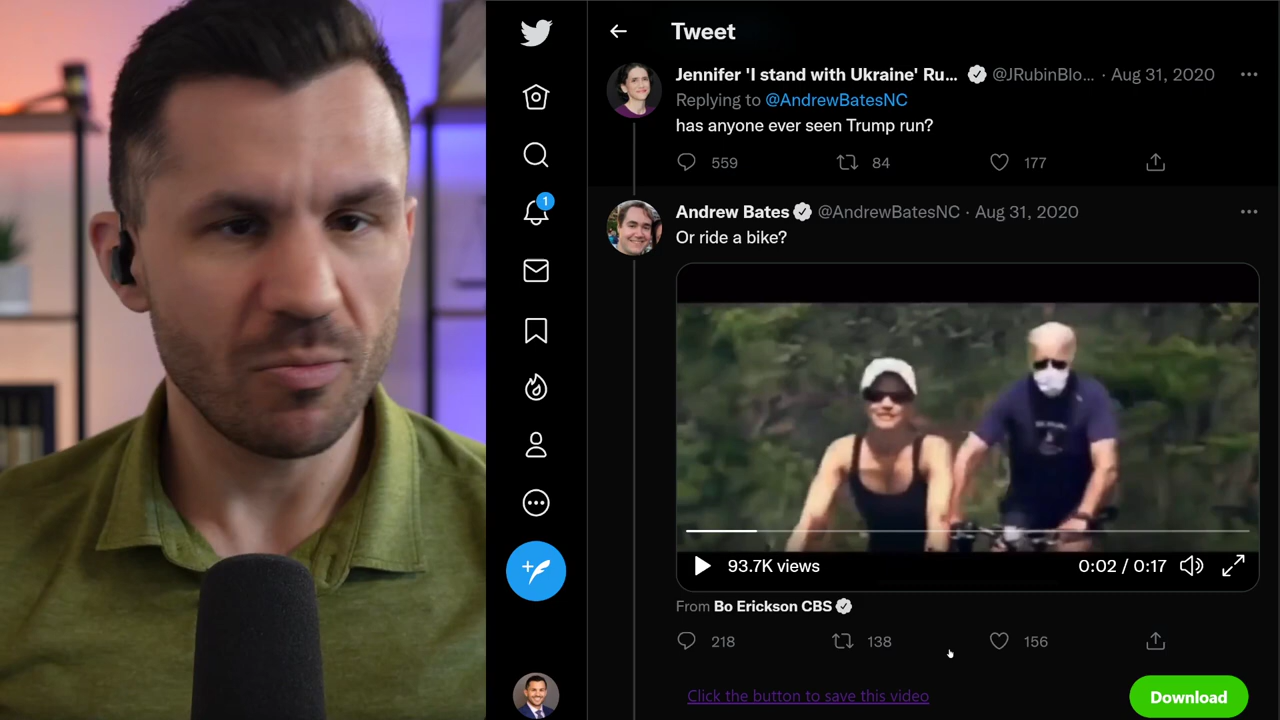 Tweet
Jennifer 'I stand with Ukraine' Ru... @JRubinBlo... · Aug 31, 2020
Replying to @AndrewBatesNC
has anyone ever seen Trump run?
559 84 177
1
Andrew Bates @AndrewBatesNC · Aug 31, 2020
Or ride a bike?
93.7K views 0:02 / 0:17
From Bo Erickson CBS
218 138 156
Click the button to save this video Download